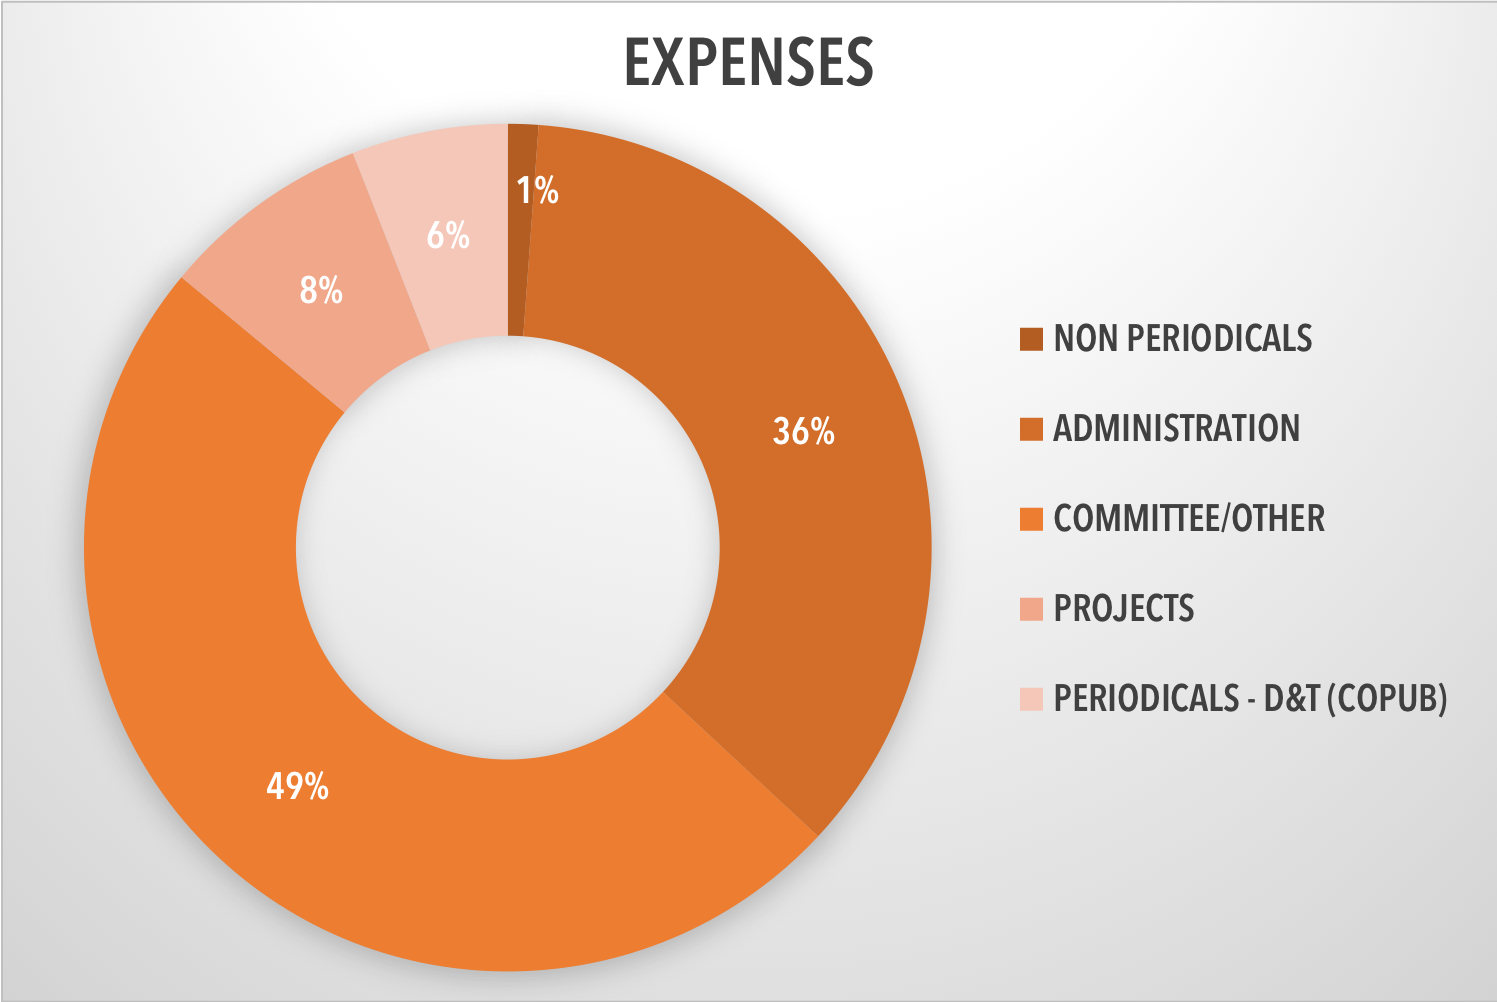 EXPENSES
1%
6%
8%
36%
49%
NON PERIODICALS
ADMINISTRATION
COMMITTEE/OTHER
PROJECTS
PERIODICALS - D&T (COPUB)